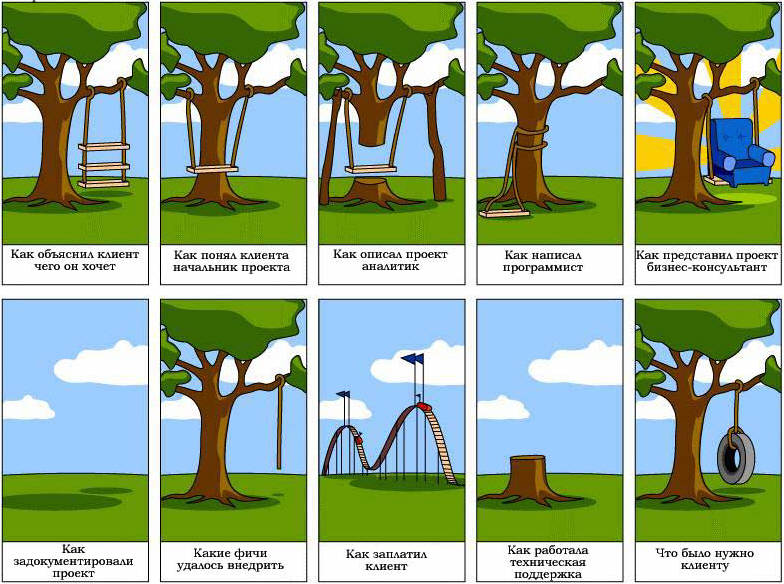 Как объяснил клиент
чего он хочет
Как понял клиента
начальник проекта
Как описал проект
аналитик
Как написал
программист
Как представил проект
бизнес-консультант
Как
задокументировали
проект
Какие фичи
удалось внедрить
Как заплатил
клиент
Как работала
техническая
поддержка
Что было нужно
клиенту